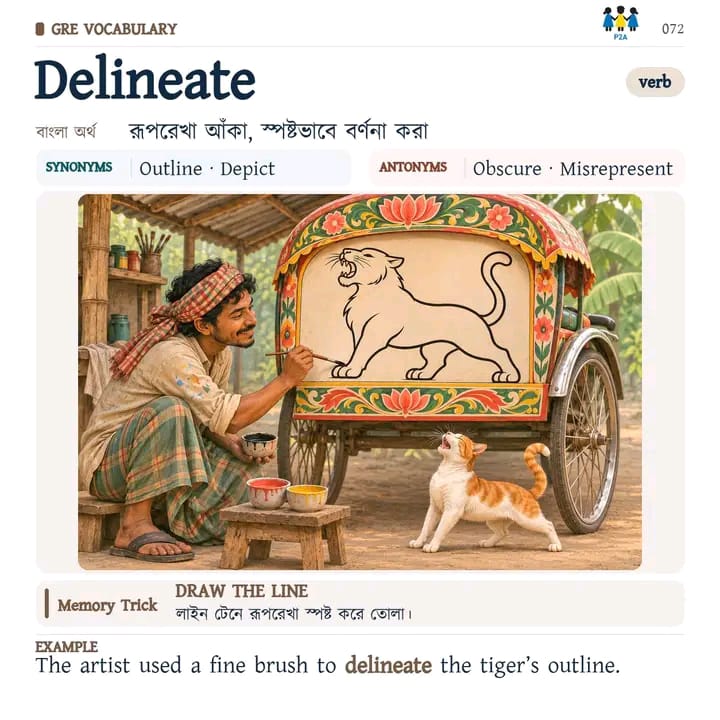 GRE VOCABULARY
P2A
072
Delineate
verb
বাংলা অর্থ রূপরেখা আঁকা, স্পষ্টভাবে বর্ণনা করা
SYNONYMS Outline · Depict
ANTONYMS Obscure · Misrepresent
Memory Trick
DRAW THE LINE
লাইন টেনে রূপরেখা স্পষ্ট করে তোলা।
EXAMPLE
The artist used a fine brush to delineate the tiger’s outline.